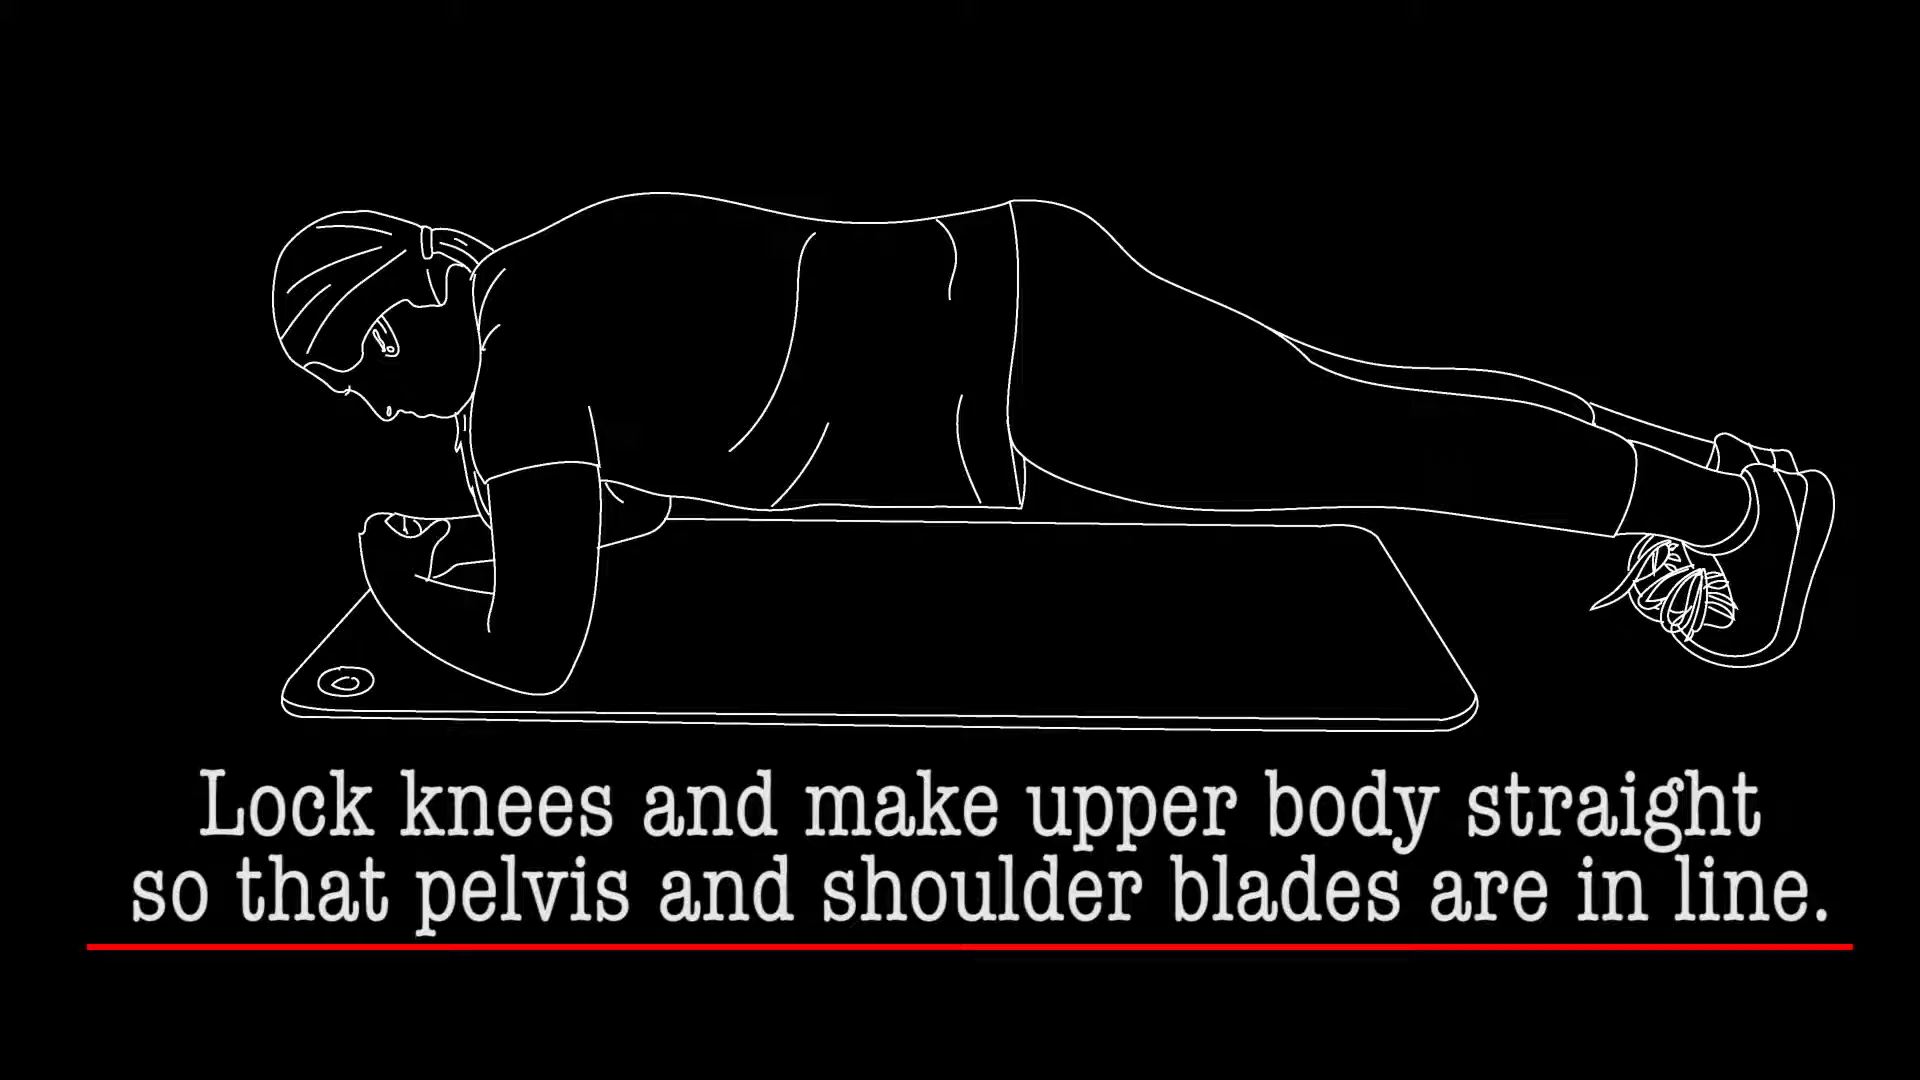 Lock knees and make upper body straight
so that pelvis and shoulder blades are in line.